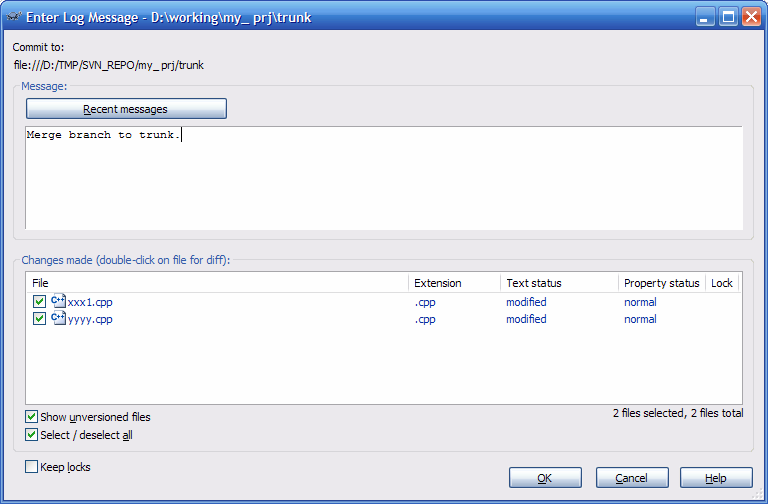 Enter Log Message - D:\working\my_ prj\trunk
Commit to:
file:///D:/TMP/SVN_REPO/my_ prj/trunk
Message:
Recent messages
Merge branch to trunk.
Changes made (double-click on file for diff):
File Extension Text status Property status Lock
C++ xxx1.cpp .cpp modified normal
C++ yyyy.cpp .cpp modified normal
Show unversioned files 2 files selected, 2 files total
Select / deselect all
Keep locks
OK Cancel Help